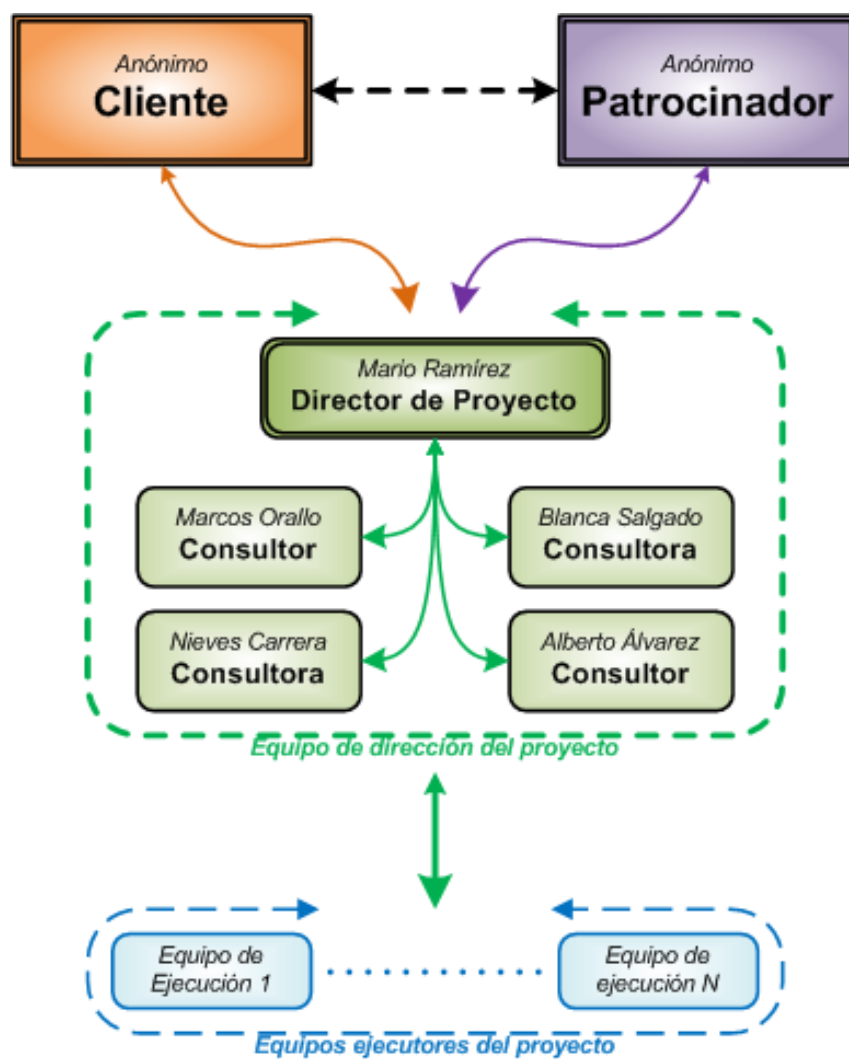 Anónimo
Cliente
Anónimo
Patrocinador
Mario Ramírez
Director de Proyecto
Marcos Orallo
Consultor
Blanca Salgado
Consultora
Nieves Carrera
Consultora
Alberto Álvarez
Consultor
Equipo de dirección del proyecto
Equipo de
Ejecución 1
Equipo de
ejecución N
Equipos ejecutores del proyecto